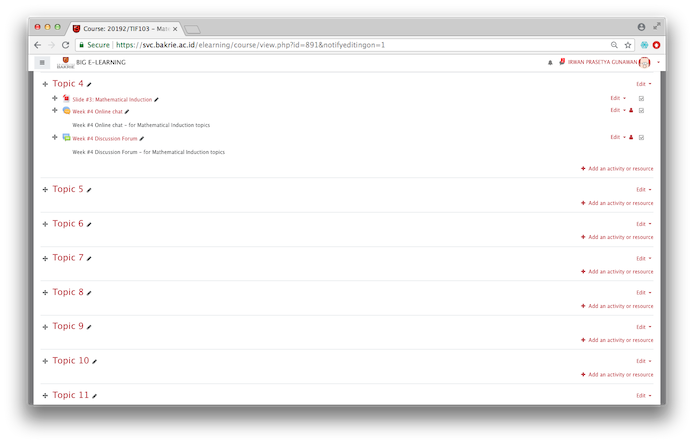 Course: 20192/TIF103 – Mate
Secure https://svc.bakrie.ac.id/elearning/course/view.php?id=891&notifyeditingon=1
BAKRIE BIG E-LEARNING IRWAN PRASETYA GUNAWAN
Topic 4 Edit
Slide #3: Mathematical Induction Edit
Week #4 Online chat Edit
Week #4 Online chat – for Mathematical Induction topics
Week #4 Discussion Forum Edit
Week #4 Discussion Forum – for Mathematical Induction topics
Add an activity or resource
Topic 5 Edit
Add an activity or resource
Topic 6 Edit
Add an activity or resource
Topic 7 Edit
Add an activity or resource
Topic 8 Edit
Add an activity or resource
Topic 9 Edit
Add an activity or resource
Topic 10 Edit
Add an activity or resource
Topic 11 Edit